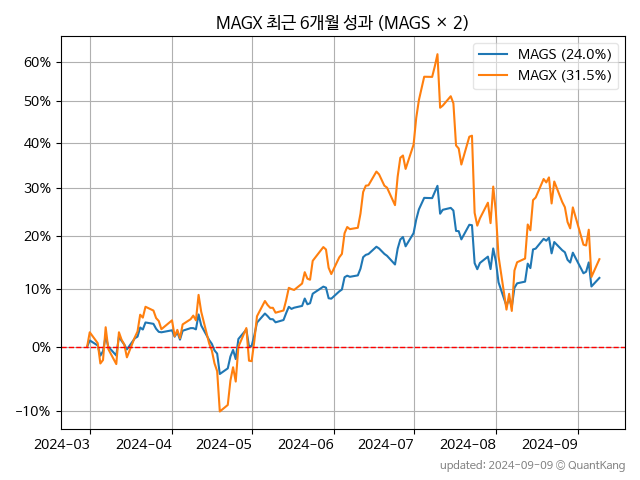 MAGX 최근 6개월 성과 (MAGS × 2)
MAGS (24.0%)
MAGX (31.5%)
60%
50%
40%
30%
20%
10%
0%
−10%
2024-03 2024-04 2024-05 2024-06 2024-07 2024-08 2024-09
updated: 2024-09-09 © QuantKang